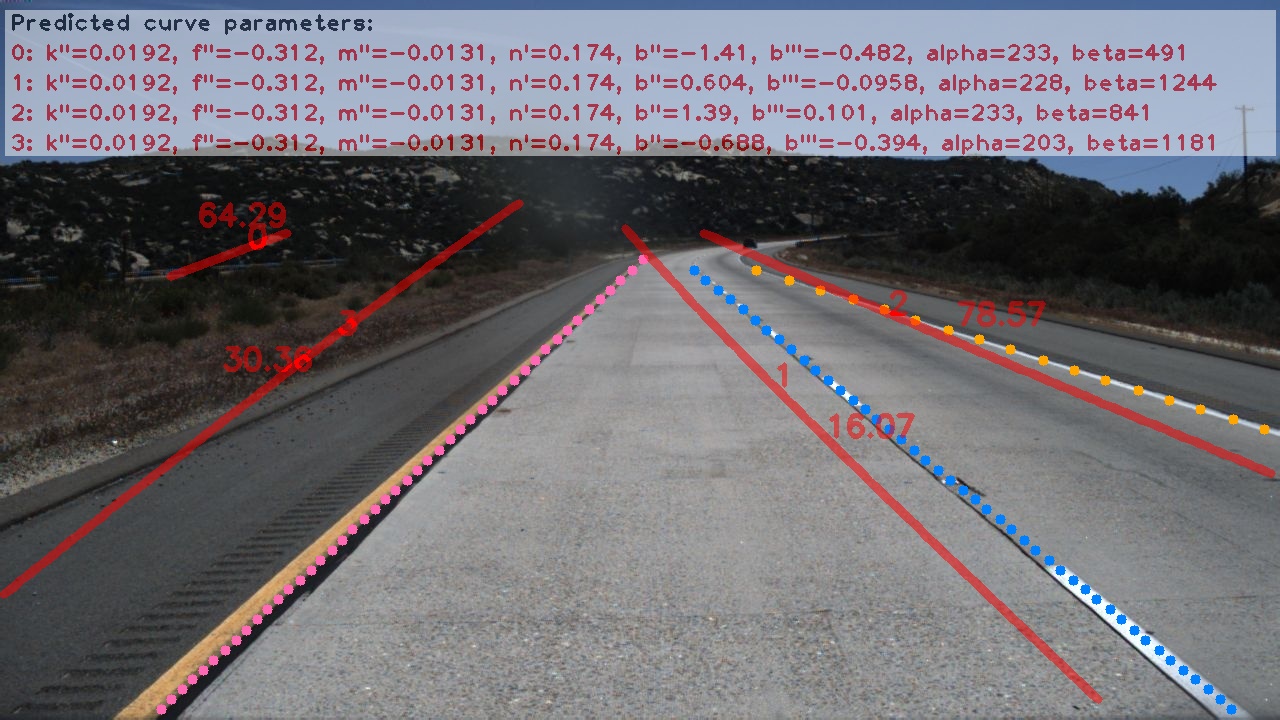 Predicted curve parameters:
0: k''=0.0192, f''=-0.312, m''=-0.0131, n'=0.174, b''=-1.41, b'''=-0.482, alpha=233, beta=491
1: k''=0.0192, f''=-0.312, m''=-0.0131, n'=0.174, b''=0.604, b'''=-0.0958, alpha=228, beta=1244
2: k''=0.0192, f''=-0.312, m''=-0.0131, n'=0.174, b''=1.39, b'''=0.101, alpha=233, beta=841
3: k''=0.0192, f''=-0.312, m''=-0.0131, n'=0.174, b''=-0.688, b'''=-0.394, alpha=203, beta=1181
64.29
0
2
78.57
3
30.36
1
16.07